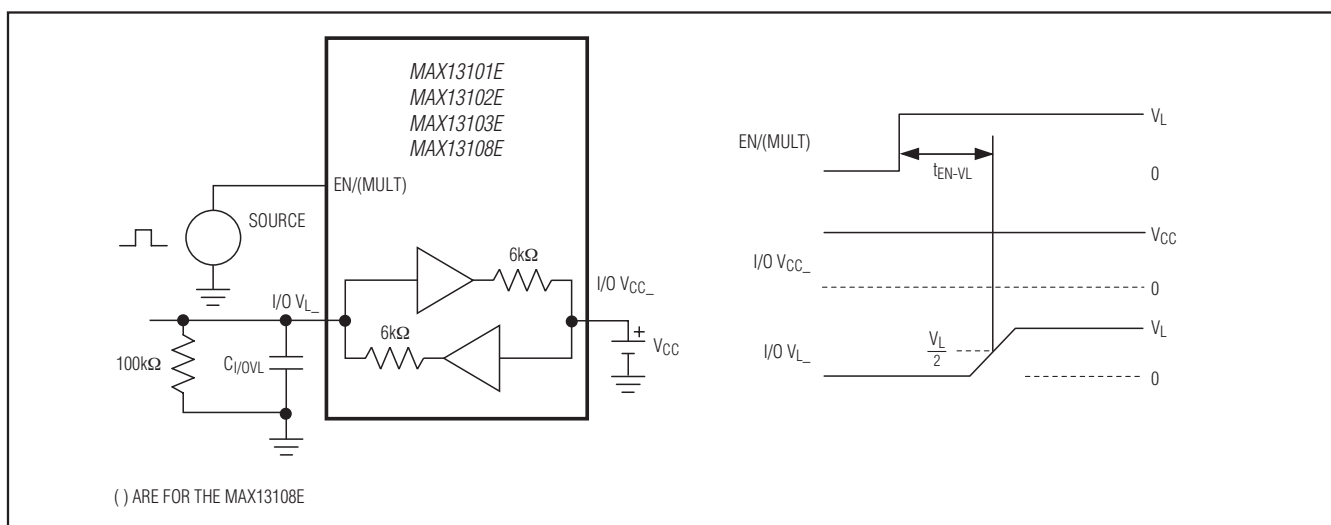 MAX13101E
MAX13102E
MAX13103E
MAX13108E
EN/(MULT)
SOURCE
6kΩ
I/O VCC_
I/O VL_
6kΩ
100kΩ
CI/OVL
+
VCC
( ) ARE FOR THE MAX13108E
EN/(MULT)
VL
tEN-VL
0
VCC
I/O VCC_
0
VL
I/O VL_
VL
2
0